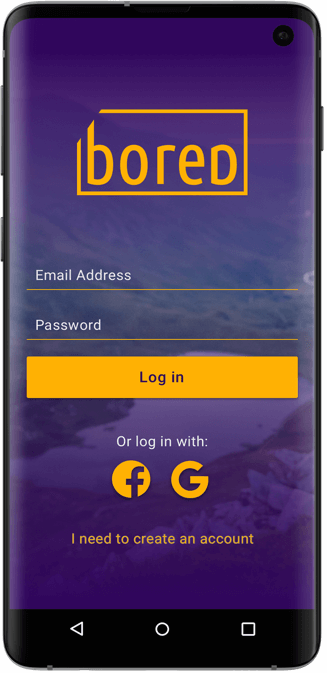 bored
Email Address
Password
Log in
Or log in with:
I need to create an account